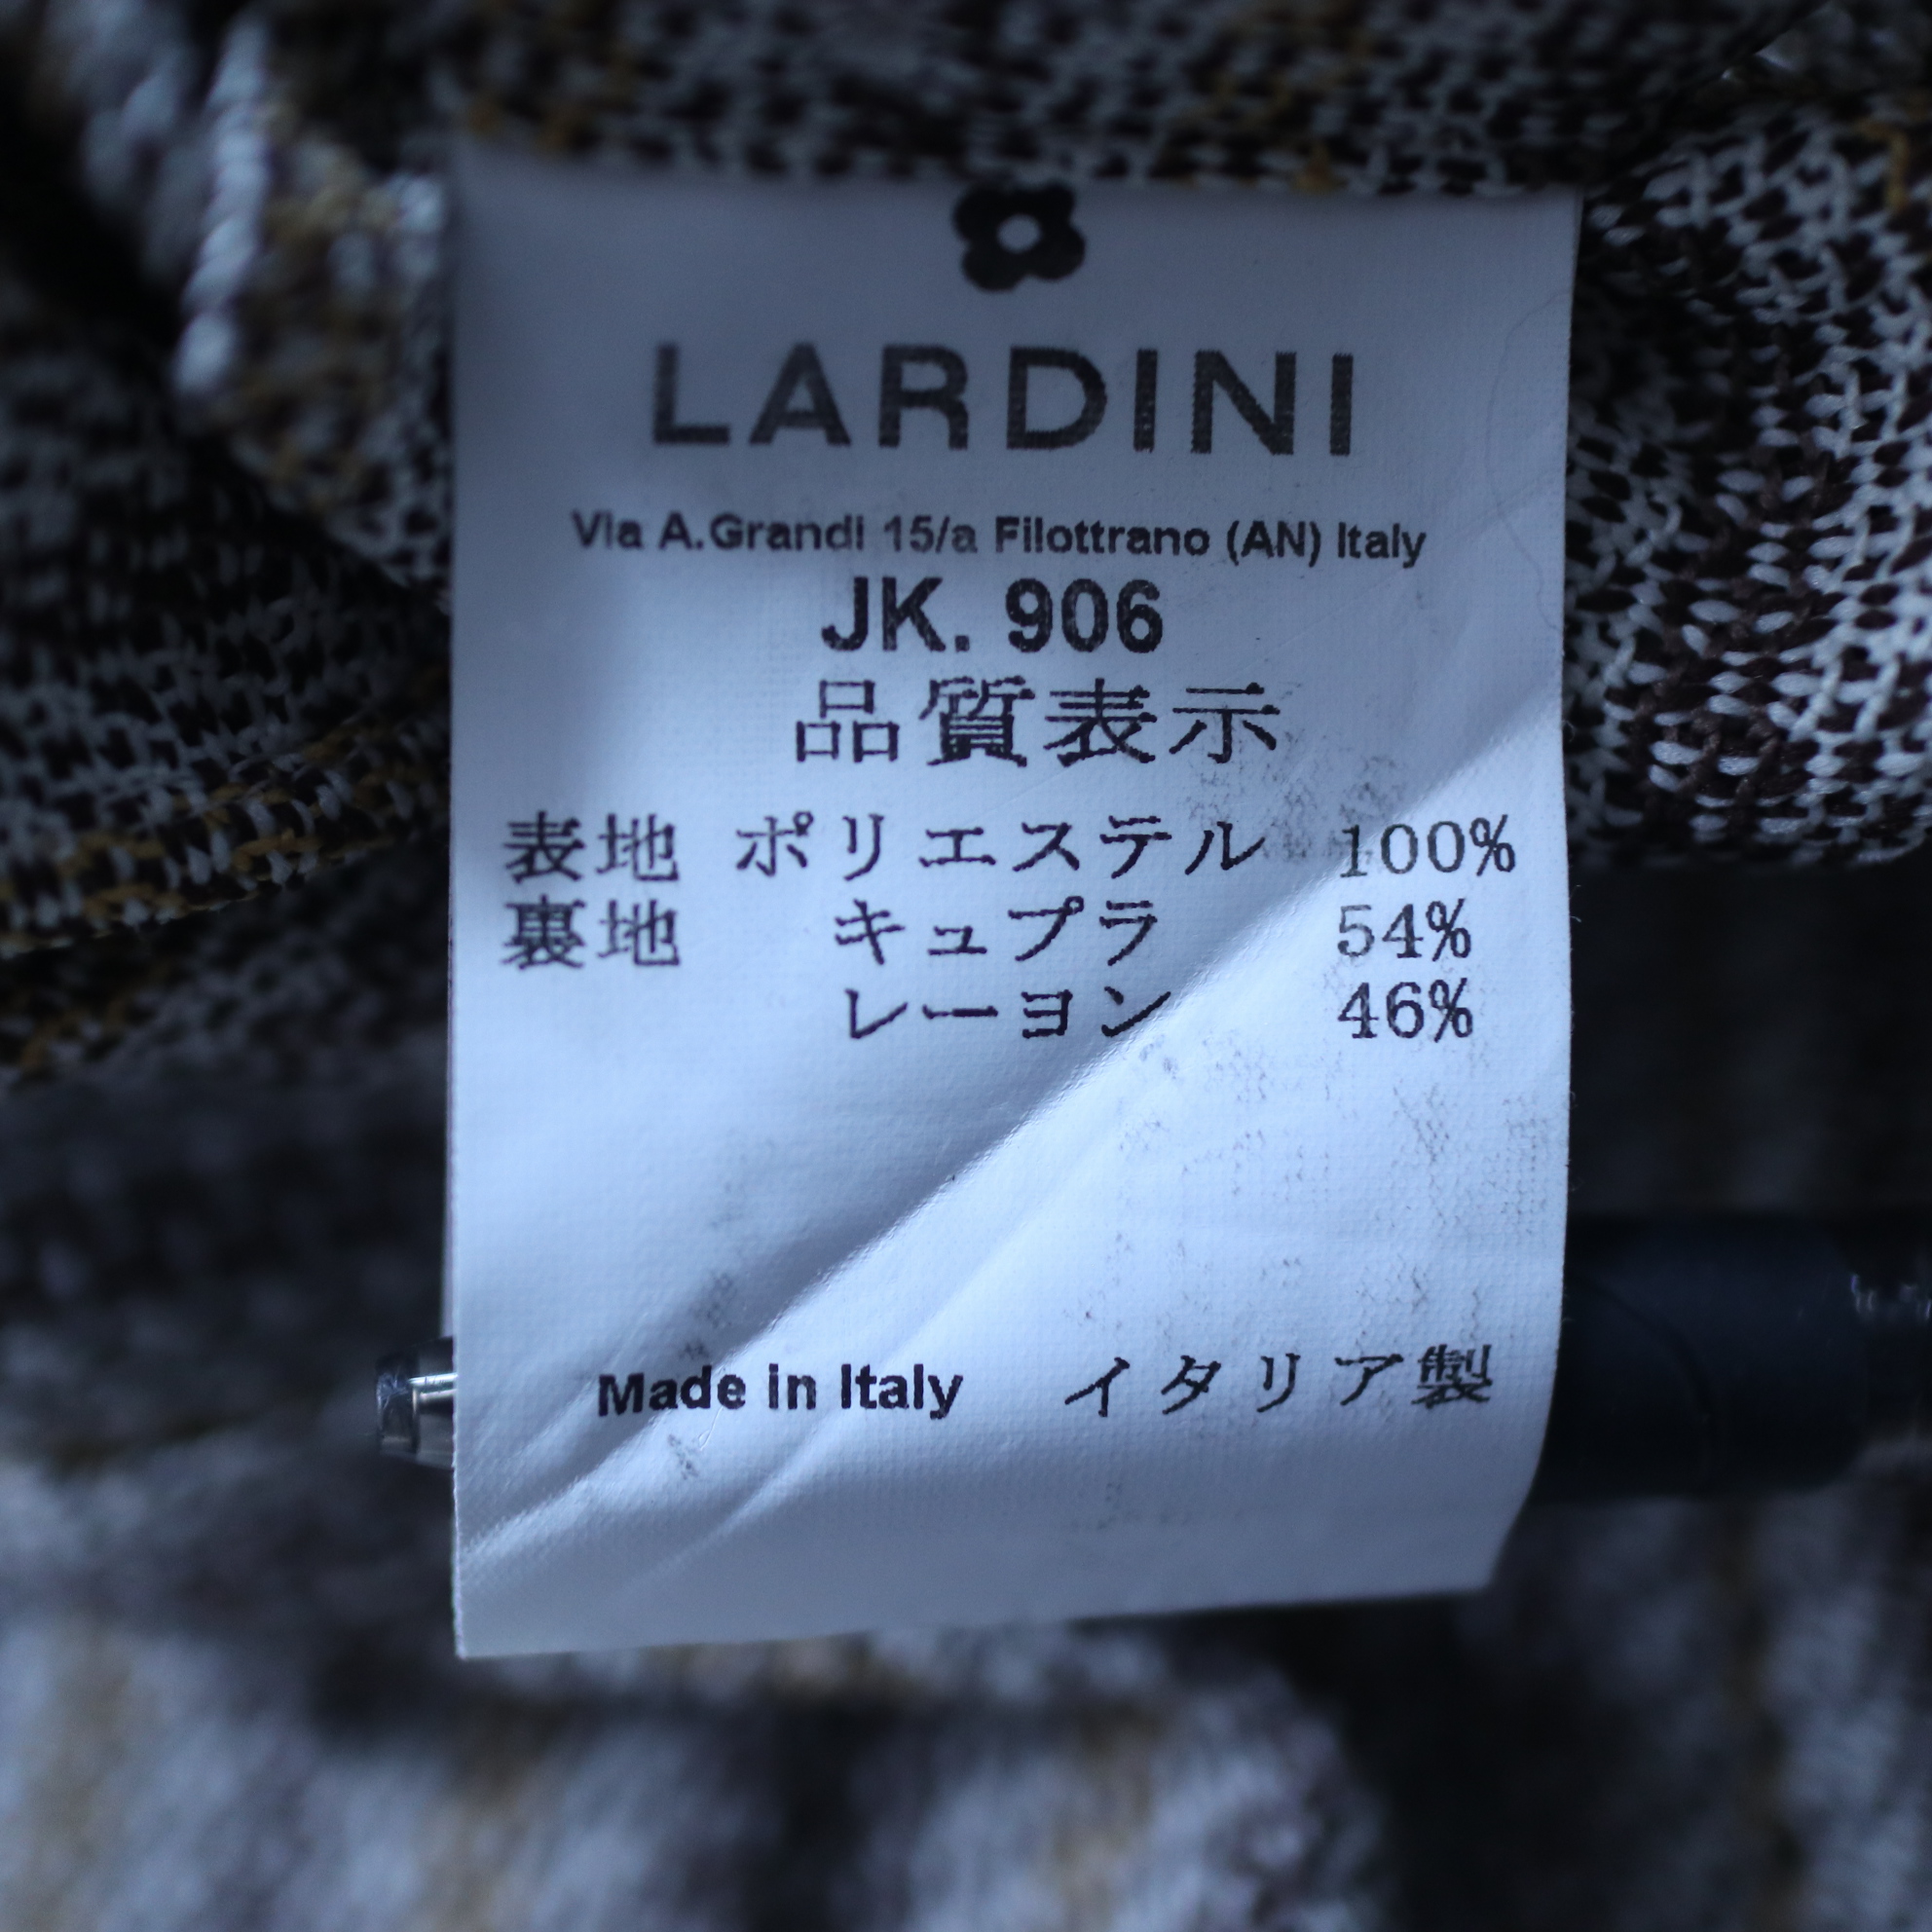 LARDINI
Via A.Grandi 15/a Filottrano (AN) Italy
JK. 906
品質表示
表地 ポリエステル 100%
裏地 キュプラ 54%
レーヨン 46%
Made in Italy イタリア製